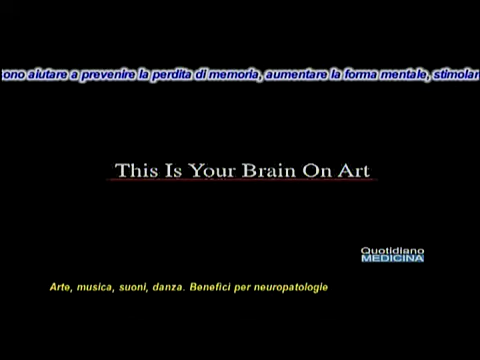 sono aiutare a prevenire la perdita di memoria, aumentare la forma mentale, stimolar
This Is Your Brain On Art
Quotidiano
MEDICINA
Arte, musica, suoni, danza. Benefici per neuropatologie